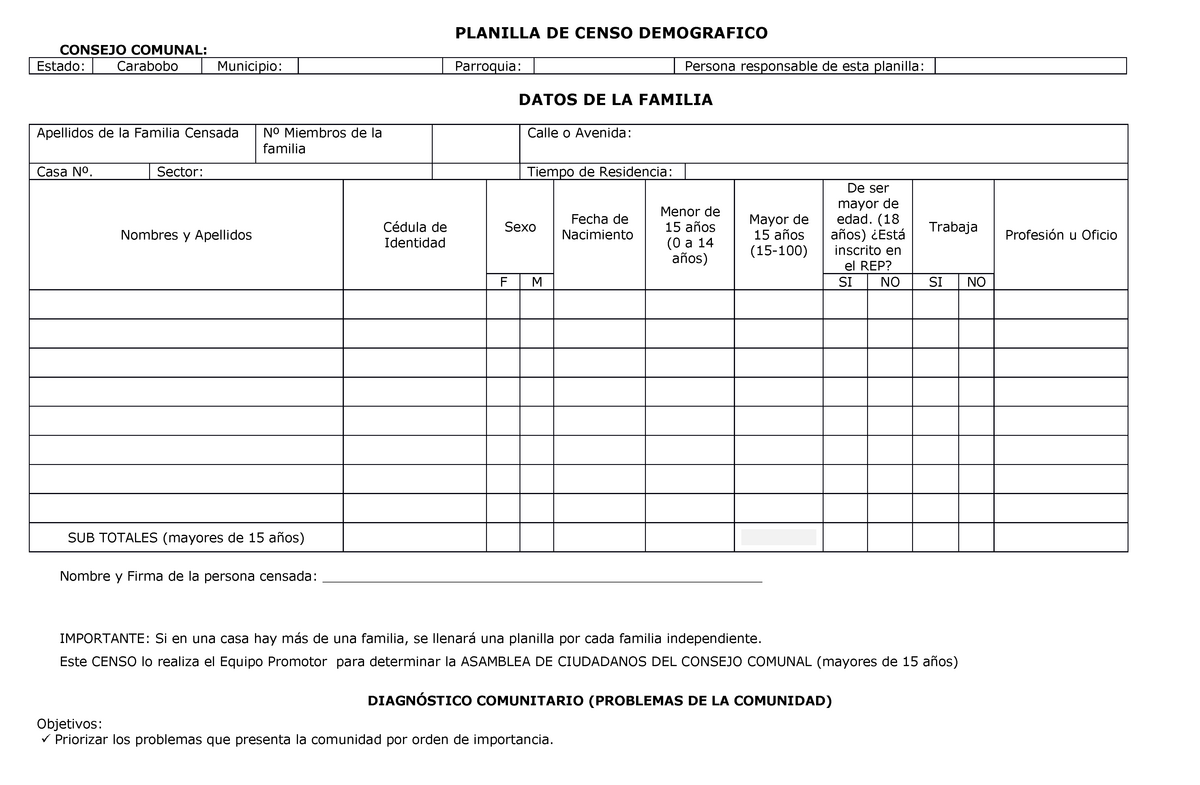 PLANILLA DE CENSO DEMOGRAFICO
CONSEJO COMUNAL:
Estado: Carabobo Municipio: Parroquia: Persona responsable de esta planilla:
DATOS DE LA FAMILIA
Apellidos de la Familia Censada Nº Miembros de la familia Calle o Avenida:
Casa Nº. Sector: Tiempo de Residencia:
Nombres y Apellidos
Cédula de
Identidad
Sexo
Fecha de
Nacimiento
Menor de
15 años
(0 a 14
años)
Mayor de
15 años
(15-100)
De ser
mayor de
edad. (18
años) ¿Está
inscrito en
el REP?
Trabaja
Profesión u Oficio
F M SI NO SI NO
SUB TOTALES (mayores de 15 años)
Nombre y Firma de la persona censada: ____________________________________________________________
IMPORTANTE: Si en una casa hay más de una familia, se llenará una planilla por cada familia independiente.
Este CENSO lo realiza el Equipo Promotor para determinar la ASAMBLEA DE CIUDADANOS DEL CONSEJO COMUNAL (mayores de 15 años)
DIAGNÓSTICO COMUNITARIO (PROBLEMAS DE LA COMUNIDAD)
Objetivos:
✓ Priorizar los problemas que presenta la comunidad por orden de importancia.